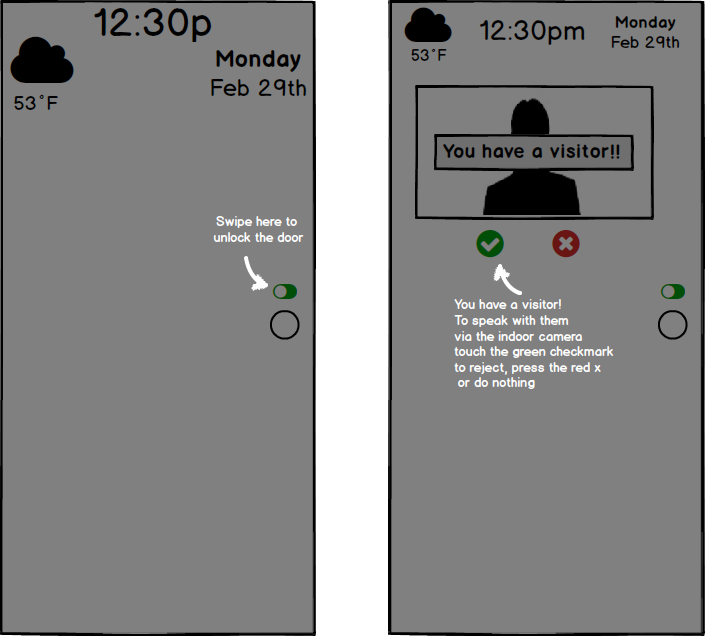 12:30p
Monday
Feb 29th
53°F
Swipe here to
unlock the door
12:30pm
Monday
Feb 29th
53°F
You have a visitor!!
You have a visitor!
To speak with them
via the indoor camera
touch the green checkmark
to reject, press the red x
or do nothing